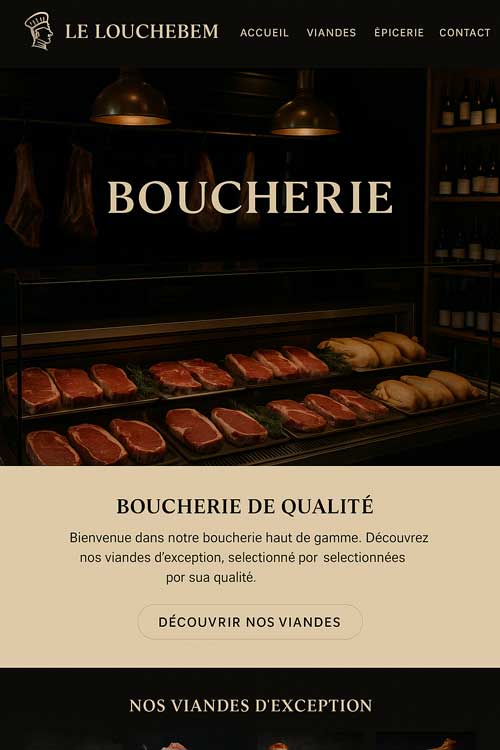 LE LOUCHEBEM ACCUEIL VIANDES ÉPICERIE CONTACT
BOUCHERIE
BOUCHERIE DE QUALITÉ
Bienvenue dans notre boucherie haut de gamme. Découvrez
nos viandes d’exception, selectionné por selectionnées
por sua qualité.
DÉCOUVRIR NOS VIANDES
NOS VIANDES D'EXCEPTION